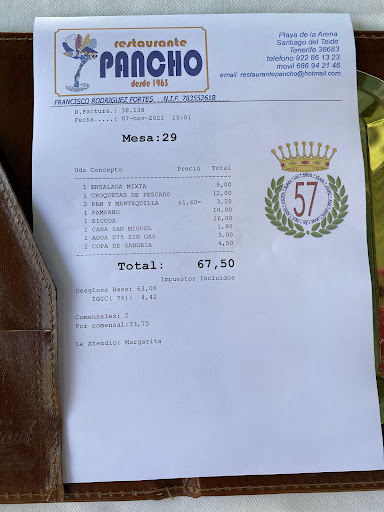 restaurante
PANCHO
desde 1965
Playa de la Arena
Santiago del Teide
Tenerife 38683
telefono 922 86 13 23
movil 686 94 21 46
email: restaurantepancho@hotmail.com
FRANCISCO RODRIGUEZ FORTES N.I.F. 78355261B
N.factura.: 38.138
Fecha.....: 07-nov-2021 15:01
Mesa:29
Uds Concepto Precio Total
1 ENSALADA MIXTA 9,00
1 CROQUETAS DE PESCADO 12,00
2 PAN Y MANTEQUILLA x1,60= 3,20
1 PAMPANO 18,00
1 BICUDA 16,00
1 CANA SAN MIGUEL 1,80
1 AGUA 075 SIN GAS 3,00
1 COPA DE SANGRIA 4,50
Total: 67,50
Impuestos Incluidos
Desglose Base: 63,08
IGIC( 7%): 4,42
Comensales: 2
Por comensal:33,75
Le Atendio: Margarita
57